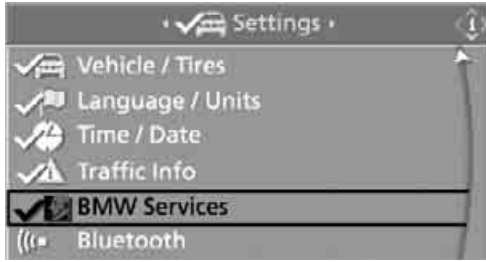 Settings
Vehicle / Tires
Language / Units
Time / Date
Traffic Info
BMW Services
Bluetooth